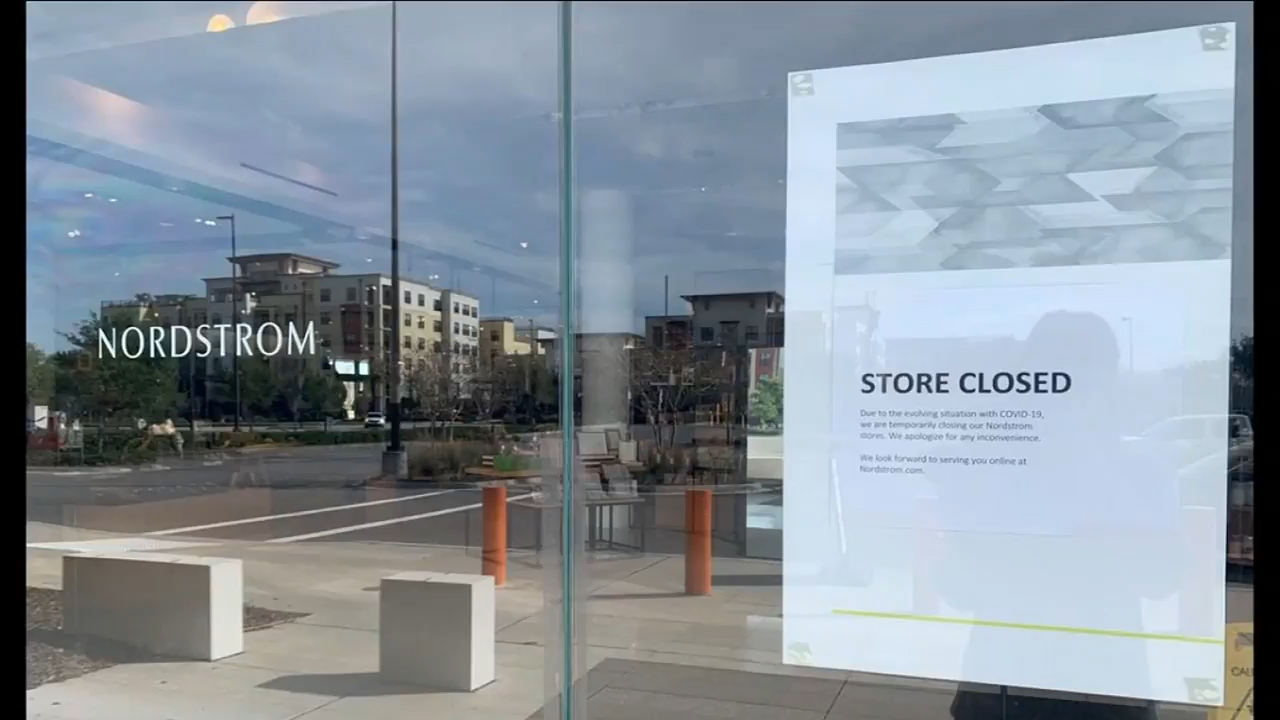 NORDSTROM
STORE CLOSED
Due to the evolving situation with COVID-19,
we are temporarily closing our Nordstrom
stores. We apologize for any inconvenience.
We look forward to serving you online at
Nordstrom.com.